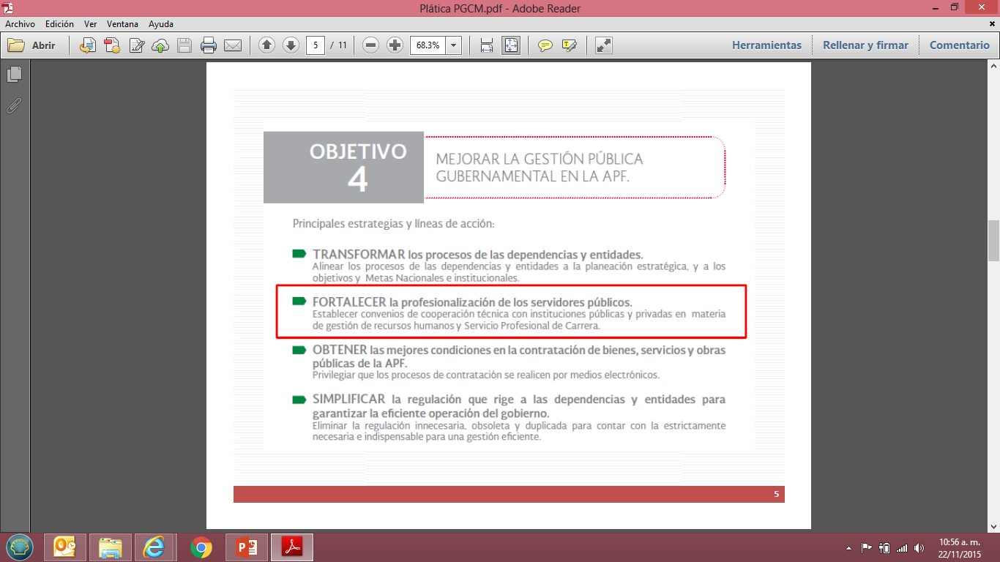 Plática PGCM.pdf - Adobe Reader
Archivo Edición Ver Ventana Ayuda
Abrir 5 / 11 68.3% Herramientas Rellenar y firmar Comentario
OBJETIVO
4
MEJORAR LA GESTIÓN PÚBLICA
GUBERNAMENTAL EN LA APF.
Principales estrategias y líneas de acción:
TRANSFORMAR los procesos de las dependencias y entidades.
Alinear los procesos de las dependencias y entidades a la planeación estratégica, y a los
objetivos y Metas Nacionales e institucionales.
FORTALECER la profesionalización de los servidores públicos.
Establecer convenios de cooperación técnica con instituciones públicas y privadas en materia
de gestión de recursos humanos y Servicio Profesional de Carrera.
OBTENER las mejores condiciones en la contratación de bienes, servicios y obras
públicas de la APF.
Privilegiar que los procesos de contratación se realicen por medios electrónicos.
SIMPLIFICAR la regulación que rige a las dependencias y entidades para
garantizar la eficiente operación del gobierno.
Eliminar la regulación innecesaria, obsoleta y duplicada para contar con la estrictamente
necesaria e indispensable para una gestión eficiente.
5
10:56 a. m.
22/11/2015